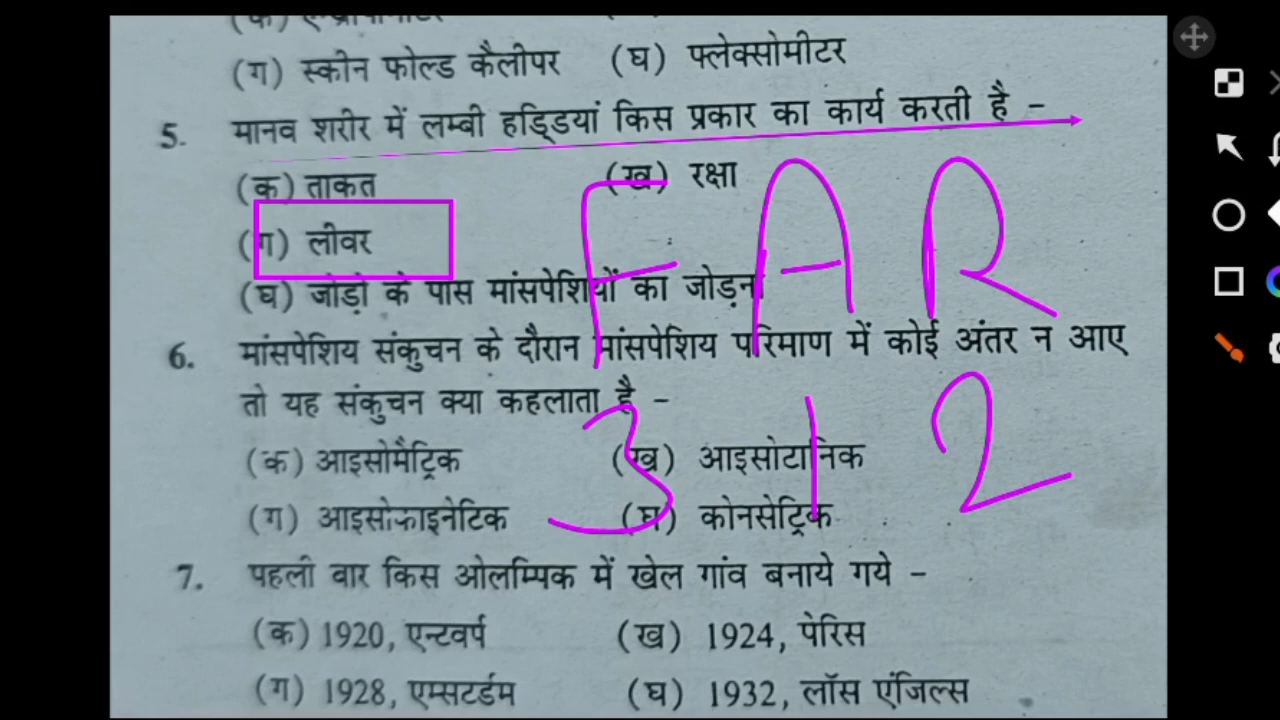 (ग) स्कीन फोल्ड कैलीपर (घ) फ्लेक्सोमीटर
5. मानव शरीर में लम्बी हड्डियां किस प्रकार का कार्य करती है -
(क) ताकत (ख) रक्षा
(ग) लीवर
(घ) जोड़ो के पास मांसपेशियों का जोड़ना
F A R
6. मांसपेशिय संकुचन के दौरान मांसपेशिय परिमाण में कोई अंतर न आए
तो यह संकुचन क्या कहलाता है -
3 1 2
(क) आइसोमैट्रिक (ख) आइसोटानिक
(ग) आइसोकाइनेटिक (घ) कोनसेट्रिक
7. पहली वार किस ओलम्पिक में खेल गांव बनाये गये -
(क) 1920, एन्टवर्प (ख) 1924, पेरिस
(ग) 1928, एम्सटर्डम (घ) 1932, लॉस एंजिल्स